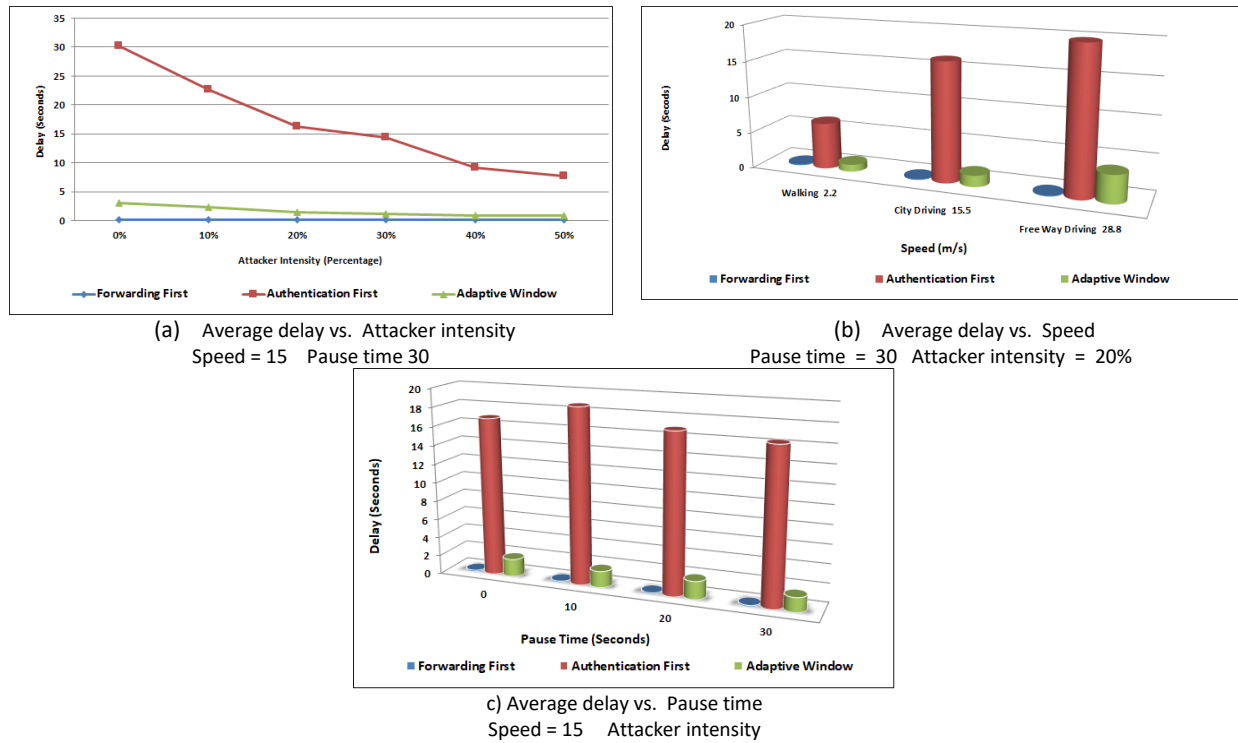 35
30
25
20
15
10
5
0
Delay (Seconds)
0% 10% 20% 30% 40% 50%
Attacker Intensity (Percentage)
Forwarding First Authentication First Adaptive Window
(a) Average delay vs. Attacker intensity
Speed = 15 Pause time 30
20
15
10
5
0
Delay (Seconds)
Walking 2.2
City Driving 15.5
Free Way Driving 28.8
Speed (m/s)
Forwarding First Authentication First Adaptive Window
(b) Average delay vs. Speed
Pause time = 30 Attacker intensity = 20%
20
18
16
14
12
10
8
6
4
2
0
Delay (Seconds)
0
10
20
30
Pause Time (Seconds)
Forwarding First Authentication First Adaptive Window
c) Average delay vs. Pause time
Speed = 15 Attacker intensity